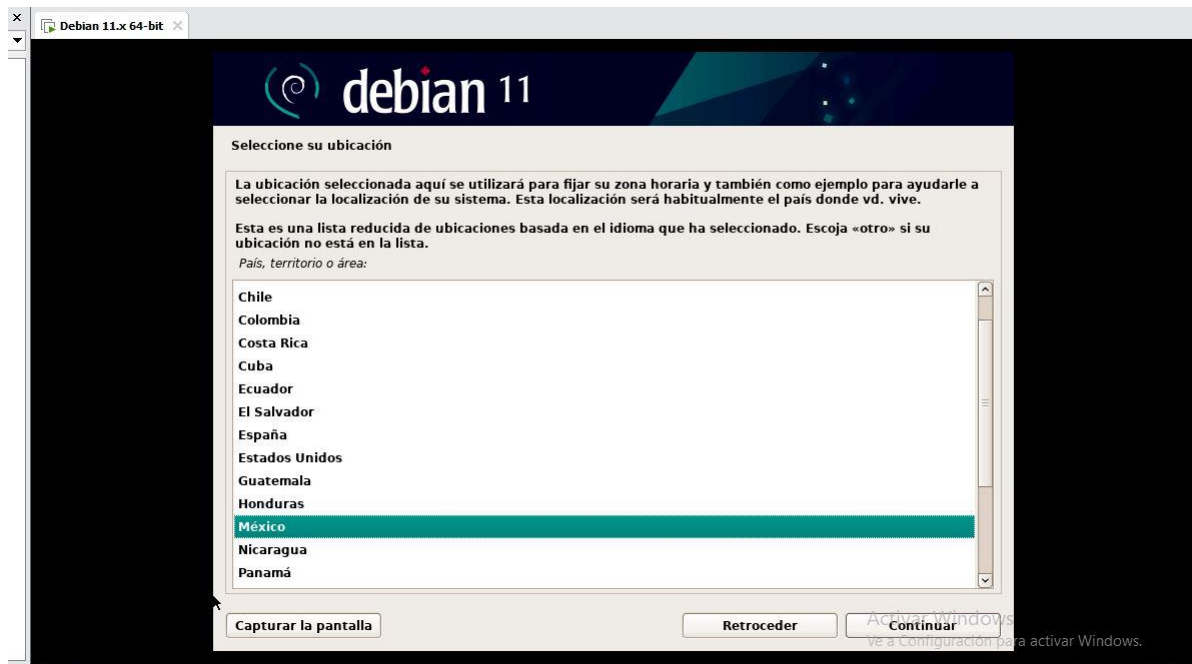 Debian 11.x 64-bit
debian 11
Seleccione su ubicación
La ubicación seleccionada aquí se utilizará para fijar su zona horaria y también como ejemplo para ayudarle a
seleccionar la localización de su sistema. Esta localización será habitualmente el país donde vd. vive.
Esta es una lista reducida de ubicaciones basada en el idioma que ha seleccionado. Escoja «otro» si su
ubicación no está en la lista.
País, territorio o área:
Chile
Colombia
Costa Rica
Cuba
Ecuador
El Salvador
España
Estados Unidos
Guatemala
Honduras
México
Nicaragua
Panamá
Capturar la pantalla
Retroceder
Continuar
Activar Windows
Ve a Configuración para activar Windows.